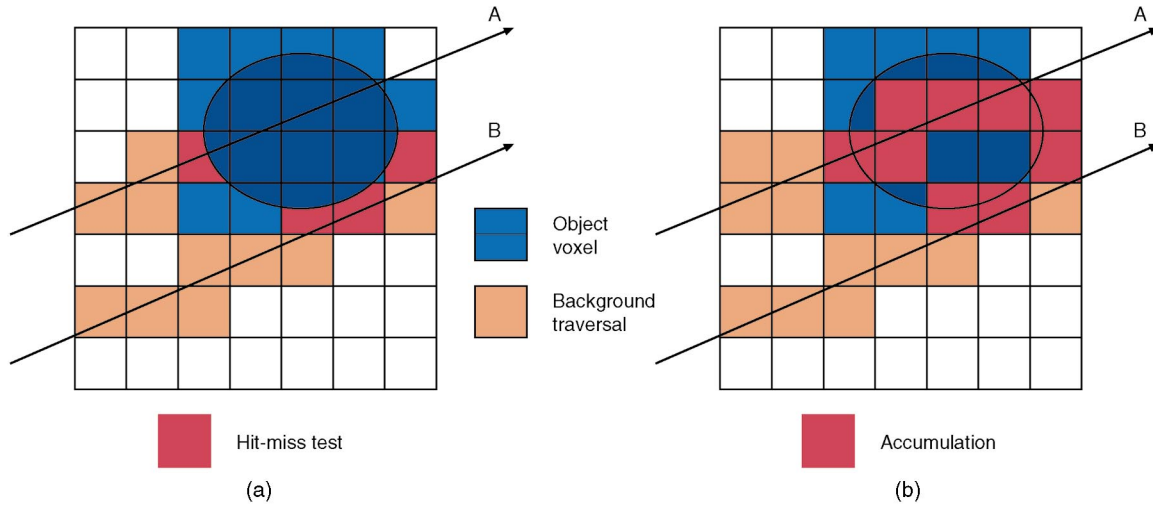 A
B
Object
voxel
Background
traversal
Hit-miss test
(a)
A
B
Accumulation
(b)